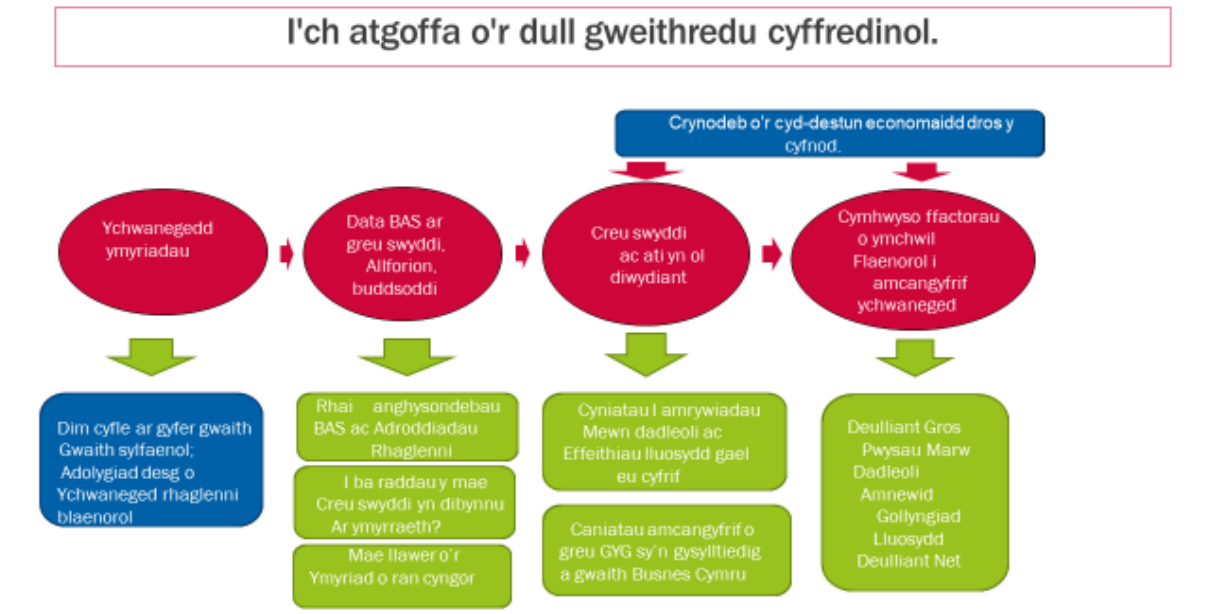 I'ch atgoffa o'r dull gweithredu cyffredinol.
Crynodeb o'r cyd-destun economaidd dros y
cyfnod.
Ychwanegedd
ymyriadau
Data BAS ar
greu swyddi,
Allforion,
buddsoddi
Creu swyddi
ac ati yn ol
diwydiant
Cymhwyso ffactorau
o ymchwil
Flaenorol i
amcangyfrif
ychwaneged
Dim cyfle ar gyfer gwaith
Gwaith sylfaenol;
Adolygiad desg o
Ychwaneged rhaglenni
blaenorol
Rhai anghysondebau
BAS ac Adroddiadau
Rhaglenni
I ba raddau y mae
Creu swyddi yn dibynnu
Ar ymyrraeth?
Mae llawer o'r
Ymyriad o ran cyngor
Cyniatau I amrywiadau
Mewn dadleoli ac
Effeithiau lluosydd gael
eu cyfrif
Caniatau amcangyfrif o
greu GYG sy'n gysylltiedig
a gwaith Busnes Cymru
Deulliant Gros
Pwysau Marw
Dadleoli
Amnewid
Gollyngiad
Lluosydd
Deulliant Net